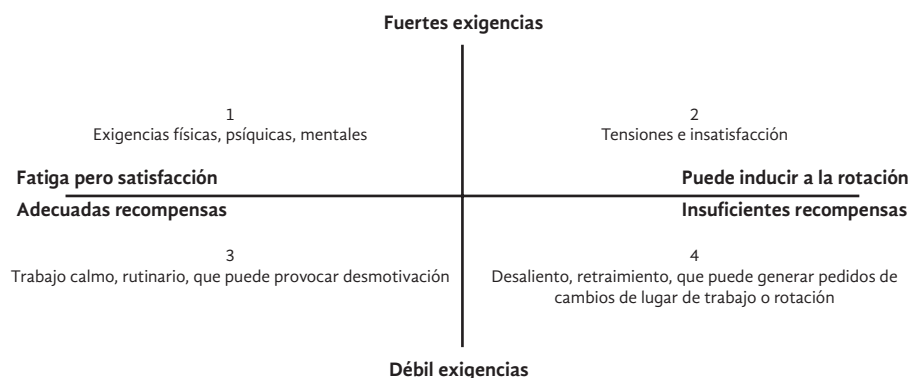 Fuertes exigencias
1
Exigencias físicas, psíquicas, mentales
2
Tensiones e insatisfacción
Fatiga pero satisfacción
Puede inducir a la rotación
Adecuadas recompensas
Insuficientes recompensas
3
Trabajo calmo, rutinario, que puede provocar desmotivación
4
Desaliento, retraimiento, que puede generar pedidos de
cambios de lugar de trabajo o rotación
Débil exigencias